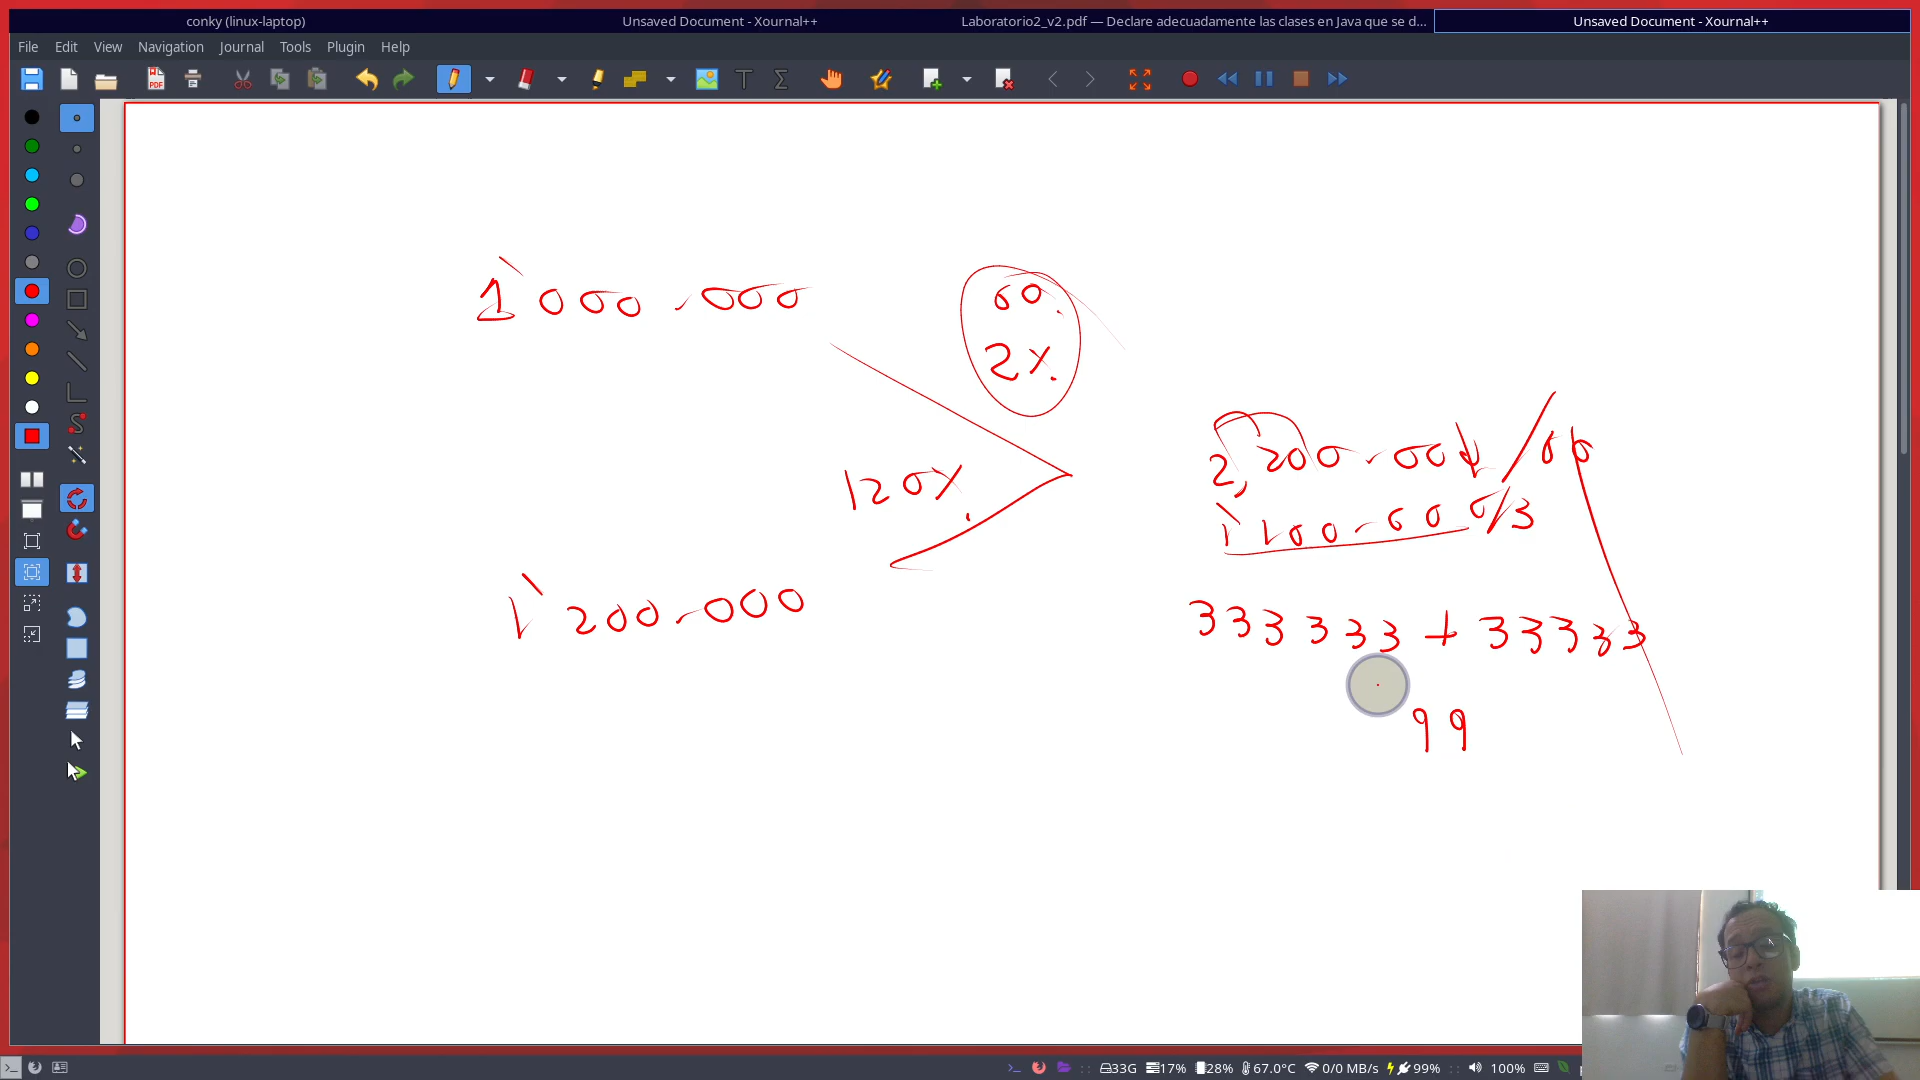 conky (linux-laptop)
Unsaved Document - Xournal++
Laboratorio2_v2.pdf — Declare adecuadamente las clases en Java que se d...
Unsaved Document - Xournal++
File Edit View Navigation Journal Tools Plugin Help
1'000.000
60.
2%
120%
2,200.000/60
1'100.000/3
1'200.000
333333 + 33333
99
33G 17% 28% 67.0°C 0/0 MB/s 99% 100%